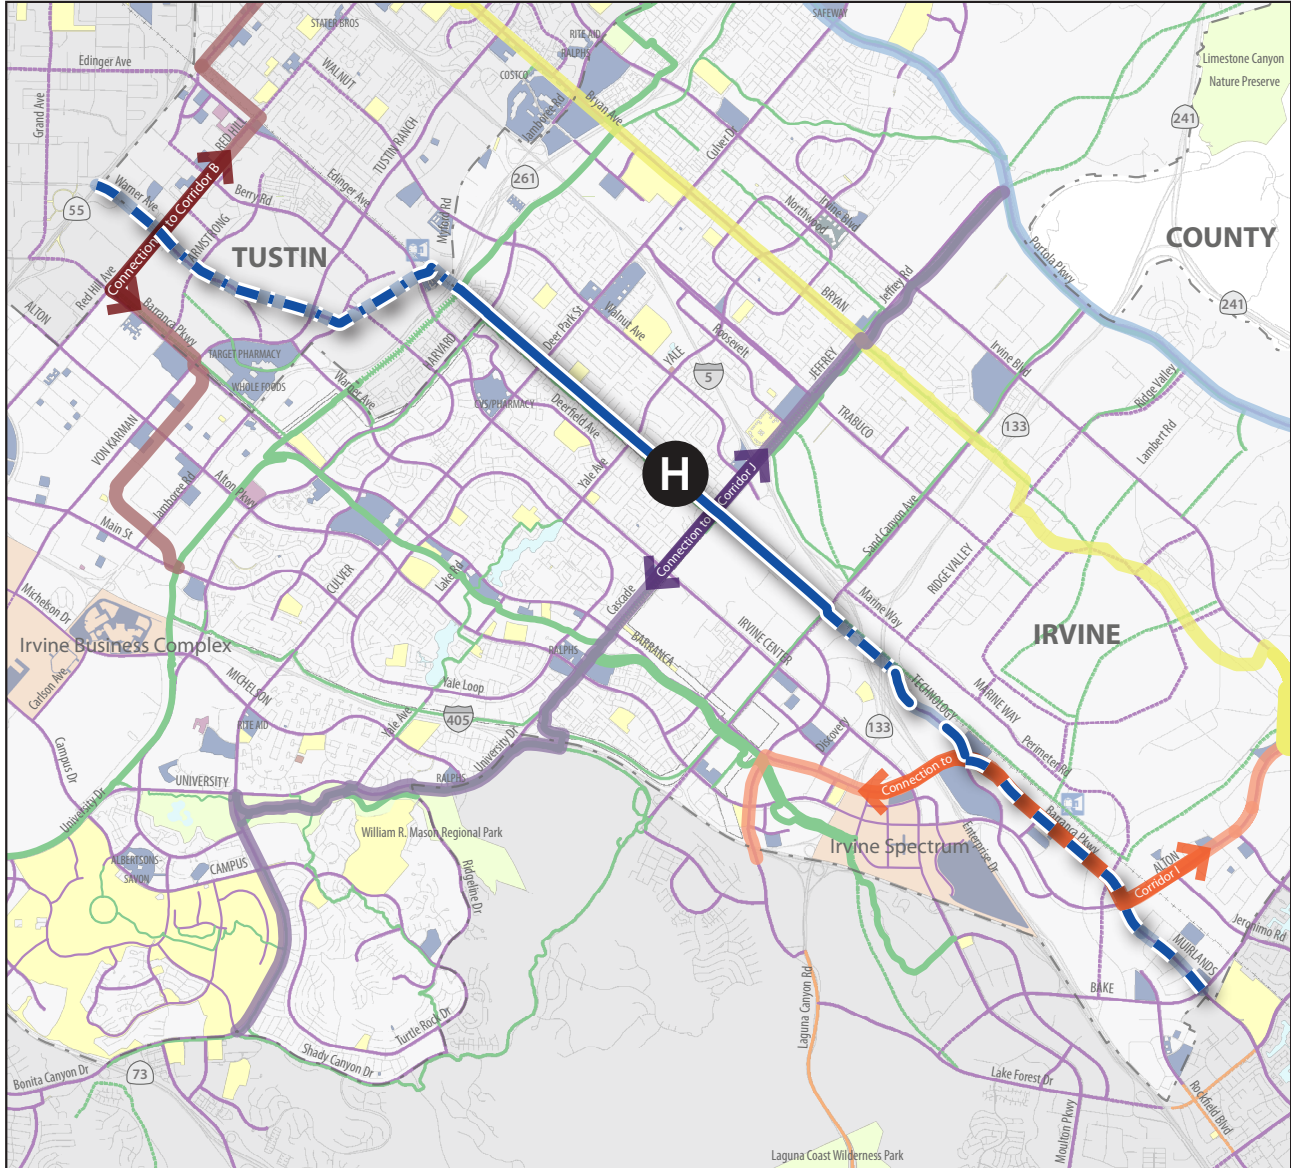 STATER BROS
SAFEWAY
RITE AID
RALPHS
Edinger Ave
WALNUT
COSTCO
Limestone Canyon
Nature Preserve
Grand Ave
Jamboree Rd
Bryan Ave
241
RED HILL
TUSTIN RANCH
Culver Dr
261
Warner Ave
Connection to Corridor B
Berry Rd
Edinger Ave
55
Myford Rd
Northwood
Irvine Blvd
ARMSTRONG
TUSTIN
COUNTY
Portola Pkwy
Red Hill Ave
Jeffrey Rd
241
ALTON
Barranca Pkwy
BRYAN
Deer Park St
Walnut Ave
Roosevelt
HARVARD
TARGET PHARMACY
YALE
JEFFREY
Irvine Blvd
5
WHOLE FOODS
Warner Ave
Ridge Valley
CVS/PHARMACY
Deerfield Ave
TRABUCO
133
VON KARMAN
Lambert Rd
H
Yale Ave
Jamboree Rd
Alton Pkwy
Connection to Corridor J
Main St
Sand Canyon Ave
CULVER
Lake Rd
RIDGE VALLEY
Michelson Dr
Cascade
Marine Way
Irvine Business Complex
IRVINE
RALPHS
BARRANCA
IRVINE CENTER
Carlson Ave
MICHELSON
Yale Loop
TECHNOLOGY
MARINE WAY
405
Yale Ave
RITE AID
133
Discovery
University Dr
Campus Dr
Perimeter Rd
UNIVERSITY
RALPHS
Connection to
University Dr
Barranca Pkwy
William R. Mason Regional Park
Irvine Spectrum
Enterprise Dr
ALBERTSONS-
SAVON
CAMPUS
ALTON
Corridor I
Ridgeline Dr
Jeronimo Rd
MUIRLANDS
Laguna Canyon Rd
BAKE
Turtle Rock Dr
Shady Canyon Dr
Bonita Canyon Dr
73
Lake Forest Dr
Rockfield Blvd
Moulton Pkwy
Laguna Coast Wilderness Park